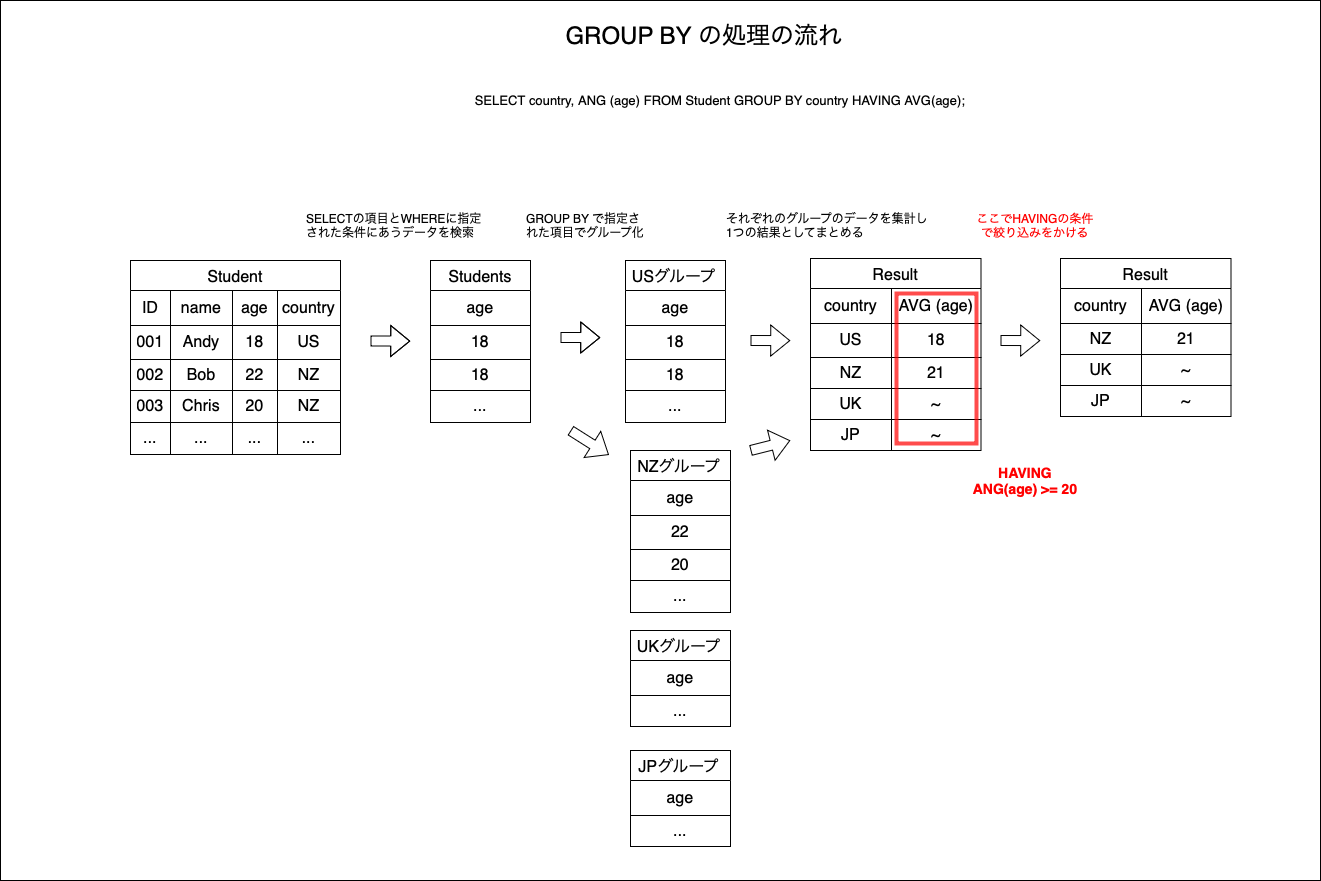 GROUP BY の処理の流れ
SELECT country, ANG (age) FROM Student GROUP BY country HAVING AVG(age);
SELECTの項目とWHEREに指定
された条件にあうデータを検索
GROUP BY で指定さ
れた項目でグループ化
それぞれのグループのデータを集計し
1つの結果としてまとめる
ここでHAVINGの条件
で絞り込みをかける
Student
ID name age country
001 Andy 18 US
002 Bob 22 NZ
003 Chris 20 NZ
... ... ... ...
Students
age
18
18
...
USグループ
age
18
18
...
NZグループ
age
22
20
...
UKグループ
age
...
JPグループ
age
...
Result
country AVG (age)
US 18
NZ 21
UK ~
JP ~
HAVING
ANG(age) >= 20
Result
country AVG (age)
NZ 21
UK ~
JP ~